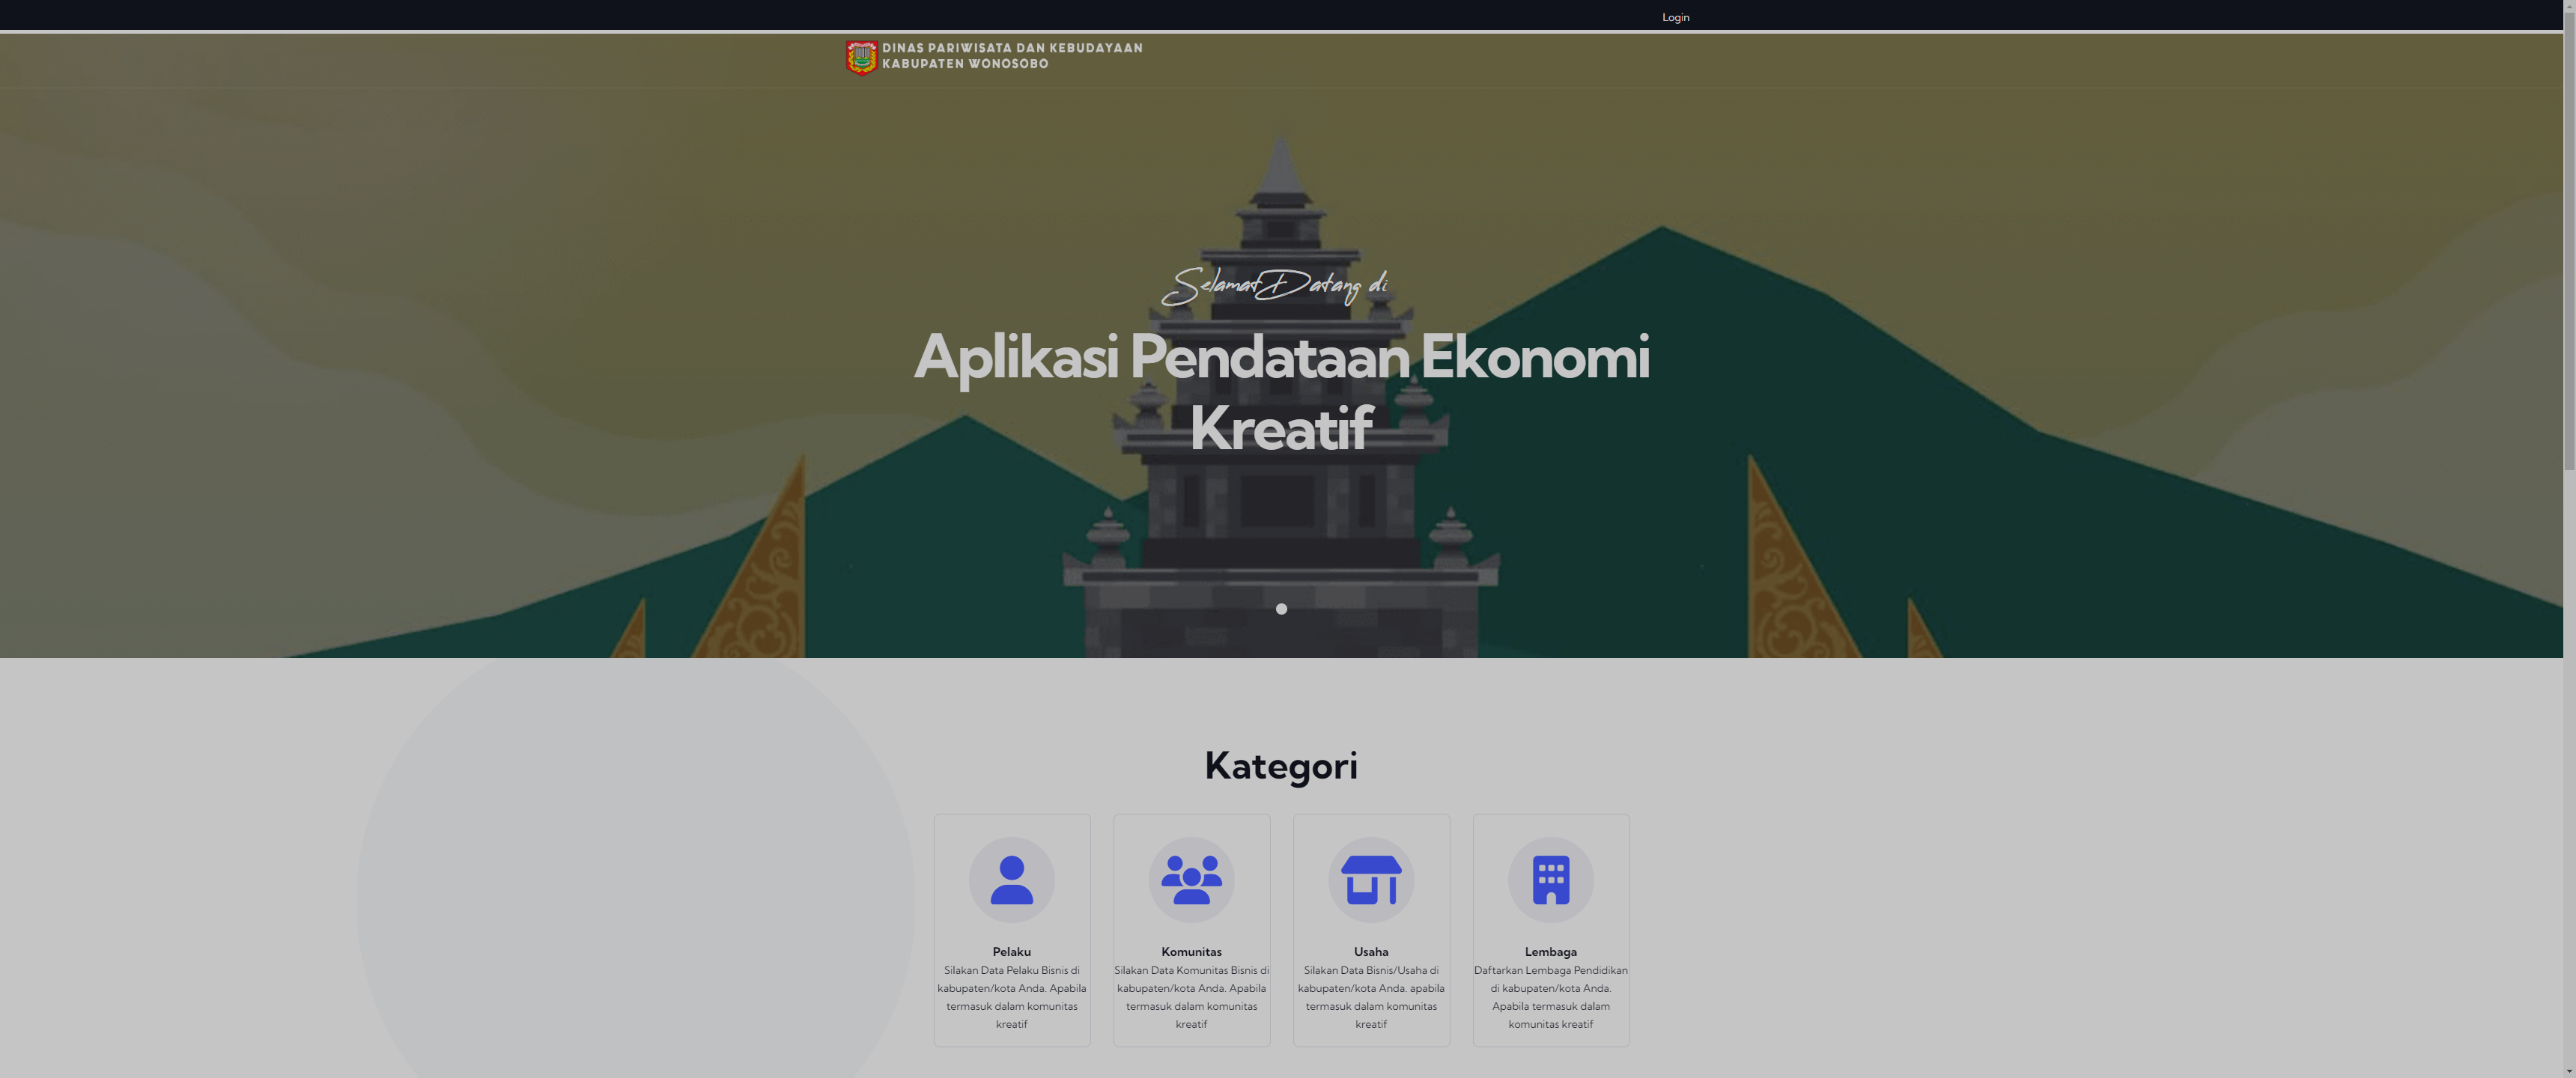 Login
DINAS PARIWISATA DAN KEBUDAYAAN
KABUPATEN WONOSOBO
Selamat Datang di
Aplikasi Pendataan Ekonomi
Kreatif
Kategori
Pelaku
Silakan Data Pelaku Bisnis di
kabupaten/kota Anda. Apabila
termasuk dalam komunitas
kreatif
Komunitas
Silakan Data Komunitas Bisnis di
kabupaten/kota Anda. Apabila
termasuk dalam komunitas
kreatif
Usaha
Silakan Data Bisnis/Usaha di
kabupaten/kota Anda. apabila
termasuk dalam komunitas
kreatif
Lembaga
Daftarkan Lembaga Pendidikan
di kabupaten/kota Anda.
Apabila termasuk dalam
komunitas kreatif